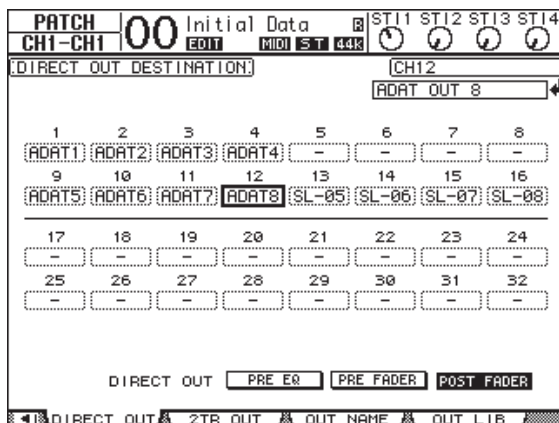 PATCH 00 Initial Data R ST11 STI2 STI3 STI4
CH1-CH1 EDIT MIDI ST 44k
DIRECT OUT DESTINATION CH12
ADAT OUT 8
1 2 3 4 5 6 7 8
ADAT1 ADAT2 ADAT3 ADAT4 - - - -
9 10 11 12 13 14 15 16
ADAT5 ADAT6 ADAT7 ADAT8 SL-05 SL-06 SL-07 SL-08
17 18 19 20 21 22 23 24
- - - - - - - -
25 26 27 28 29 30 31 32
- - - - - - - -
DIRECT OUT PRE EQ PRE FADER POST FADER
DIRECT OUT 2TR OUT OUT NAME OUT LIB